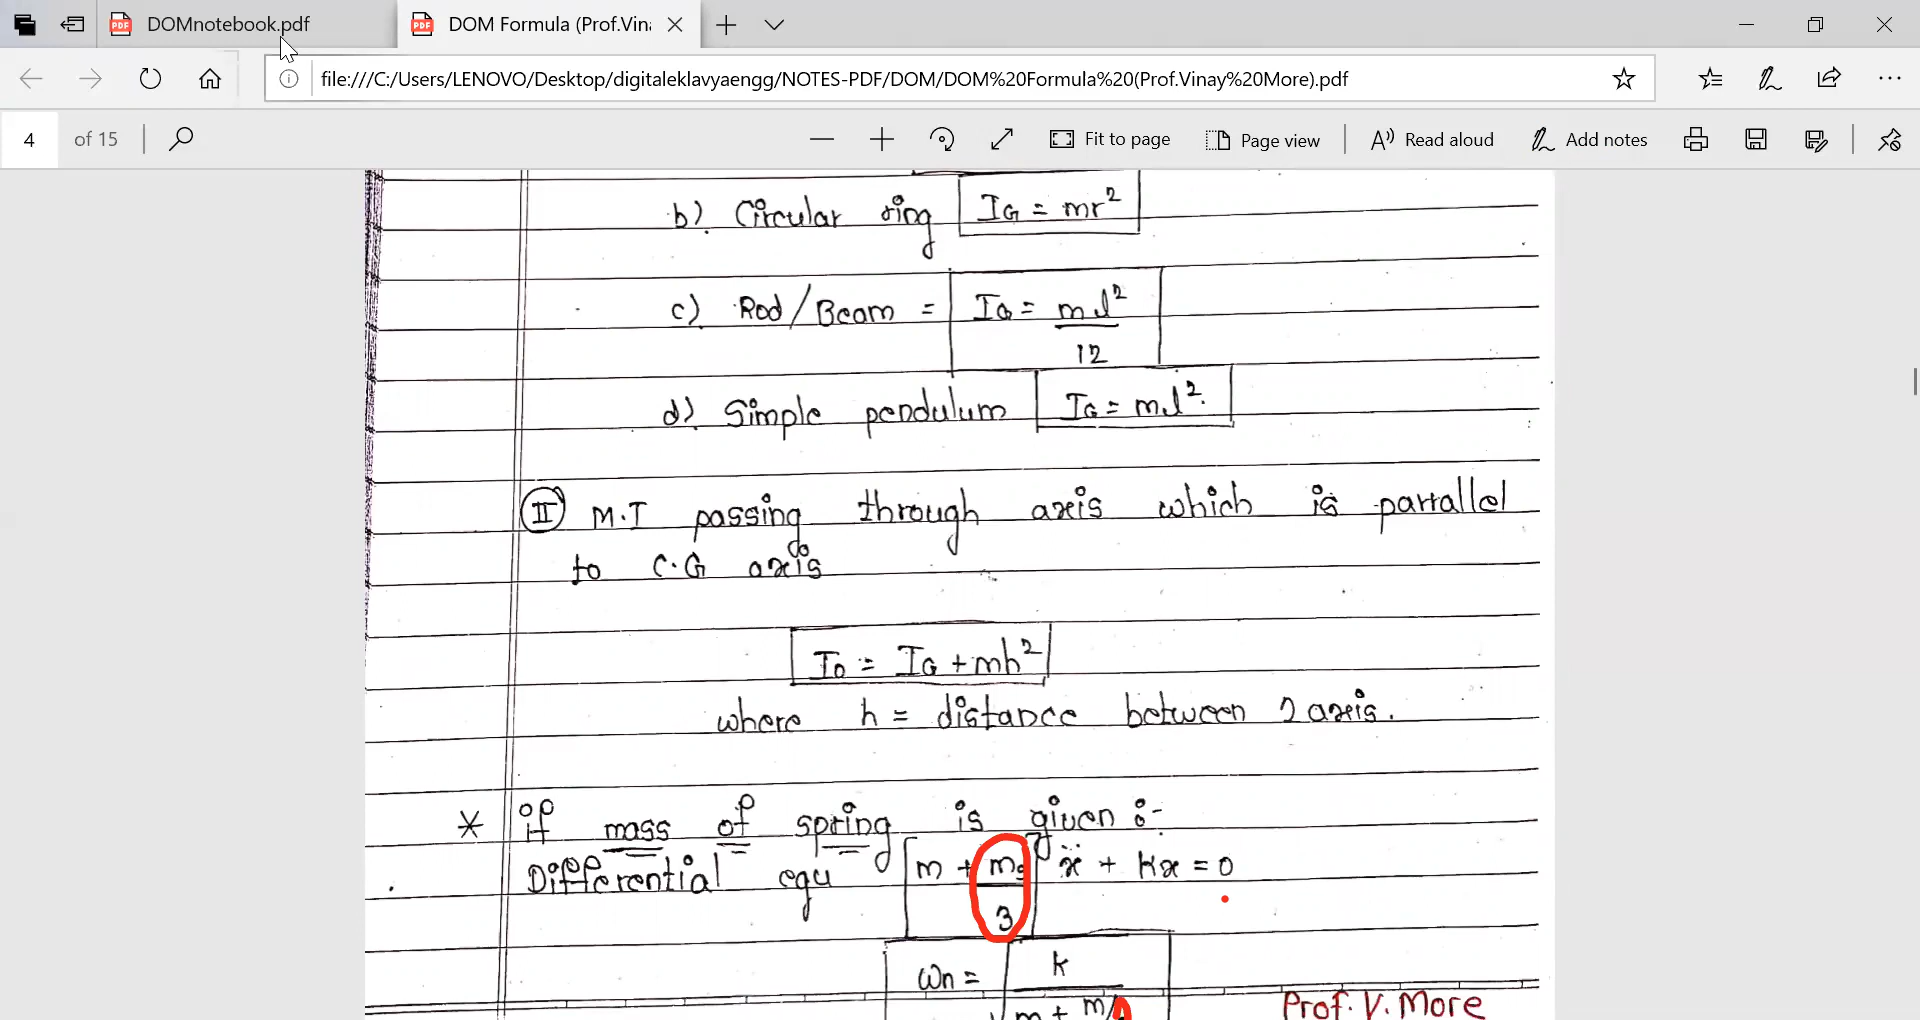 DOMnotebook.pdf
DOM Formula (Prof.Vina
file:///C:/Users/LENOVO/Desktop/digitaleklavyaengg/NOTES-PDF/DOM/DOM%20Formula%20(Prof.Vinay%20More).pdf
4 of 15 Fit to page Page view Read aloud Add notes
b). Circular ring IG = mr²
c). Rod/Beam = IG = ml²
12
d). Simple pendulum IG = ml².
II M.I passing through axis which is parrallel
to C.G axis
Io = IG + mh²
where h = distance between 2 axis.
* if mass of spring is given :-
Differential equ [m + ms/3] ẍ + kx = 0
ωn = √ k
m + m/
Prof. V. More